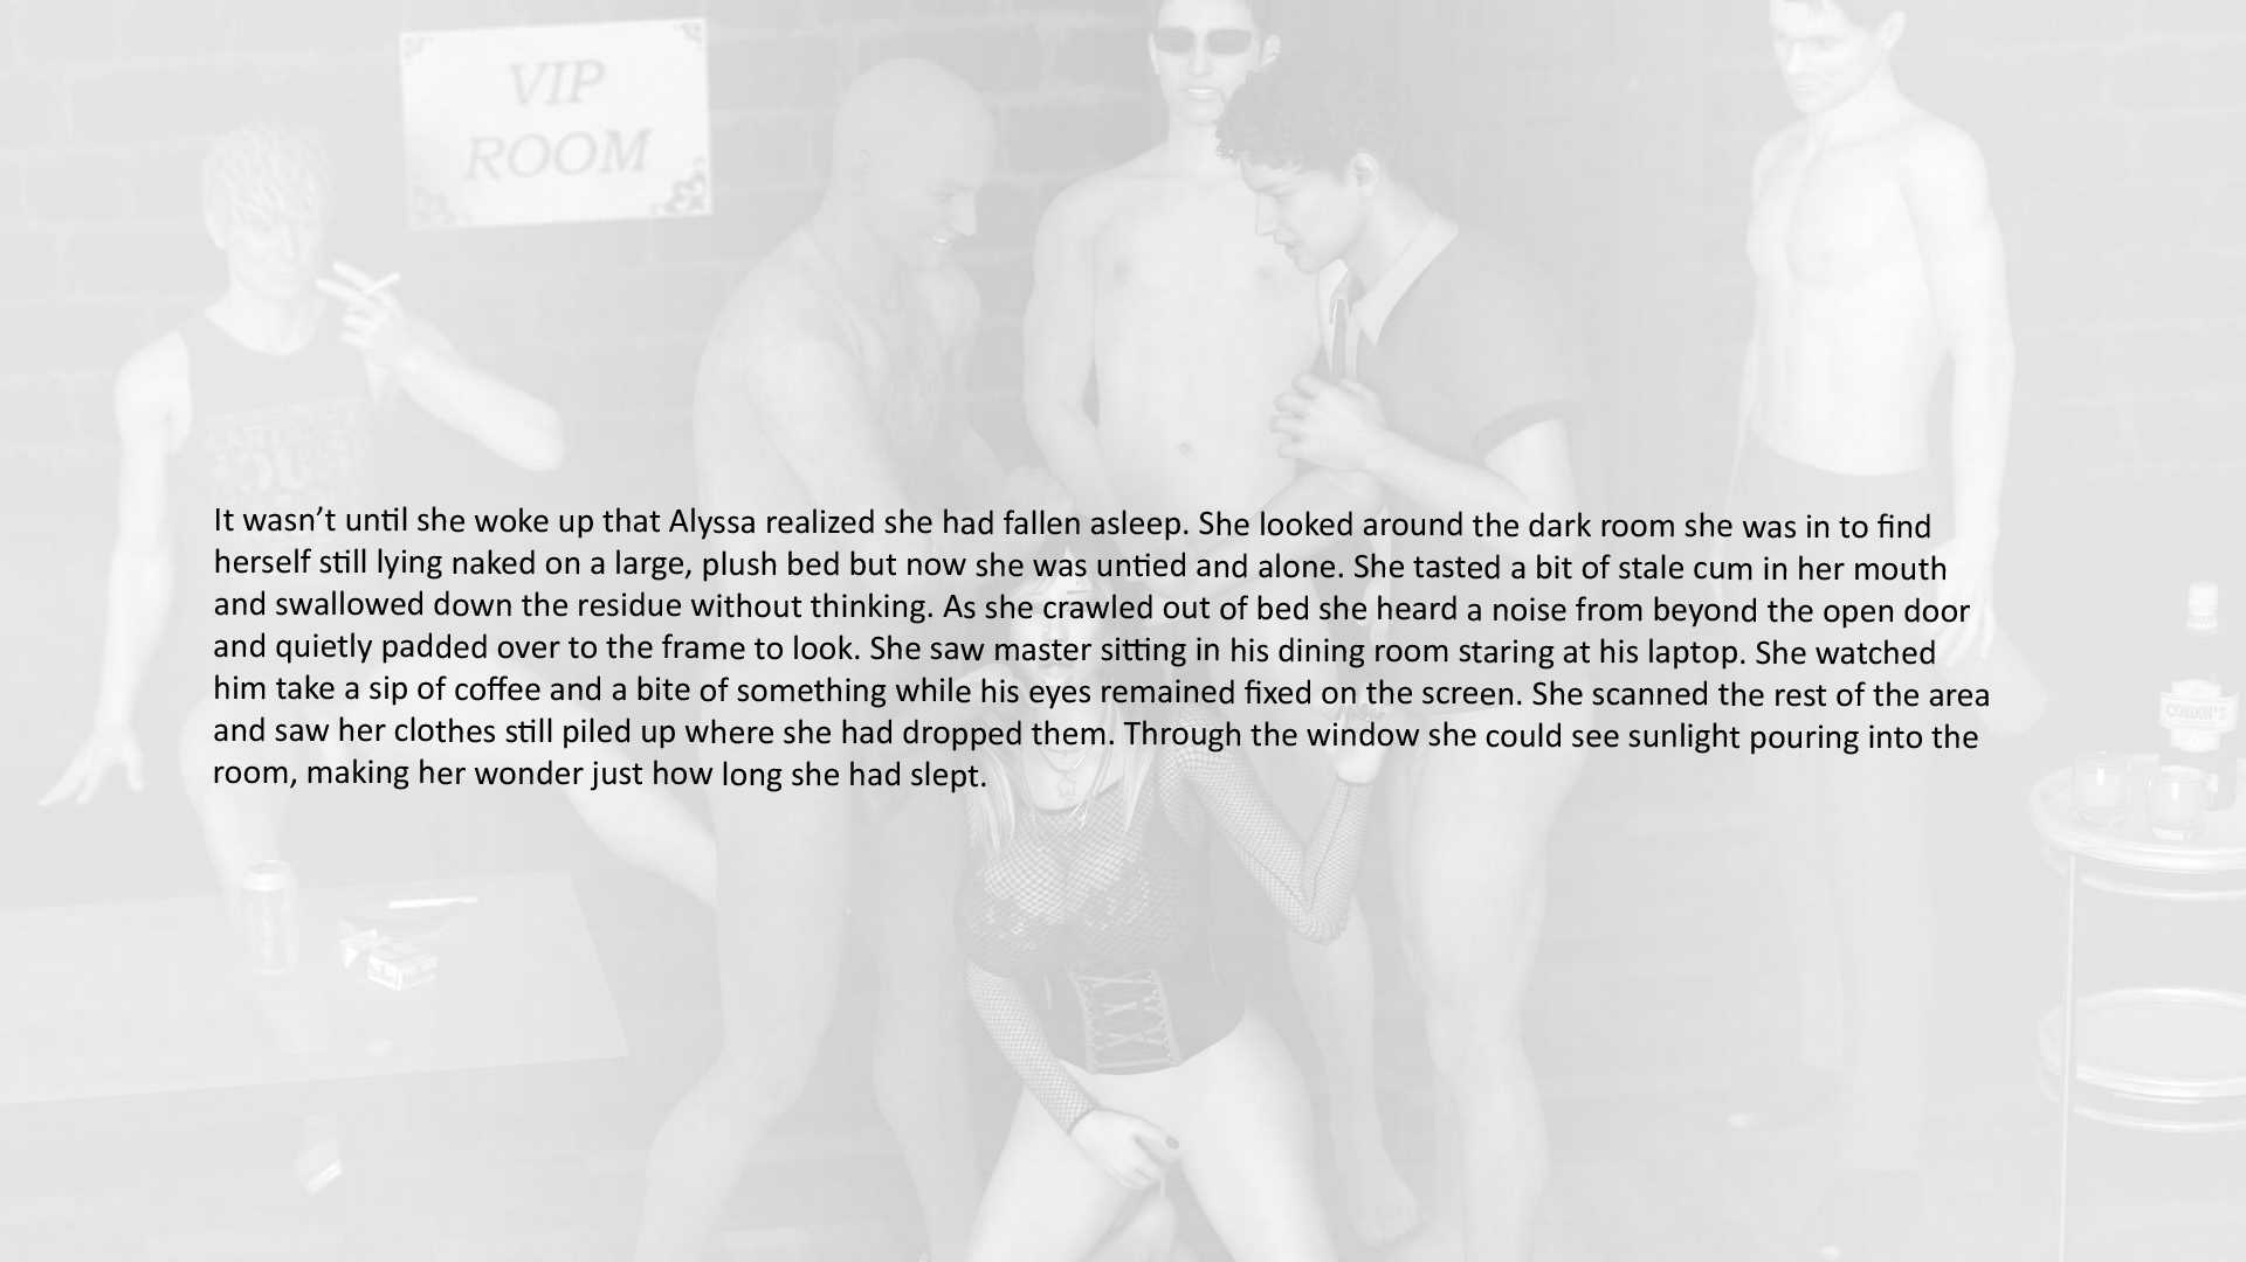 VIP
ROOM
It wasn’t until she woke up that Alyssa realized she had fallen asleep. She looked around the dark room she was in to find
herself still lying naked on a large, plush bed but now she was untied and alone. She tasted a bit of stale cum in her mouth
and swallowed down the residue without thinking. As she crawled out of bed she heard a noise from beyond the open door
and quietly padded over to the frame to look. She saw master sitting in his dining room staring at his laptop. She watched
him take a sip of coffee and a bite of something while his eyes remained fixed on the screen. She scanned the rest of the area
and saw her clothes still piled up where she had dropped them. Through the window she could see sunlight pouring into the
room, making her wonder just how long she had slept.